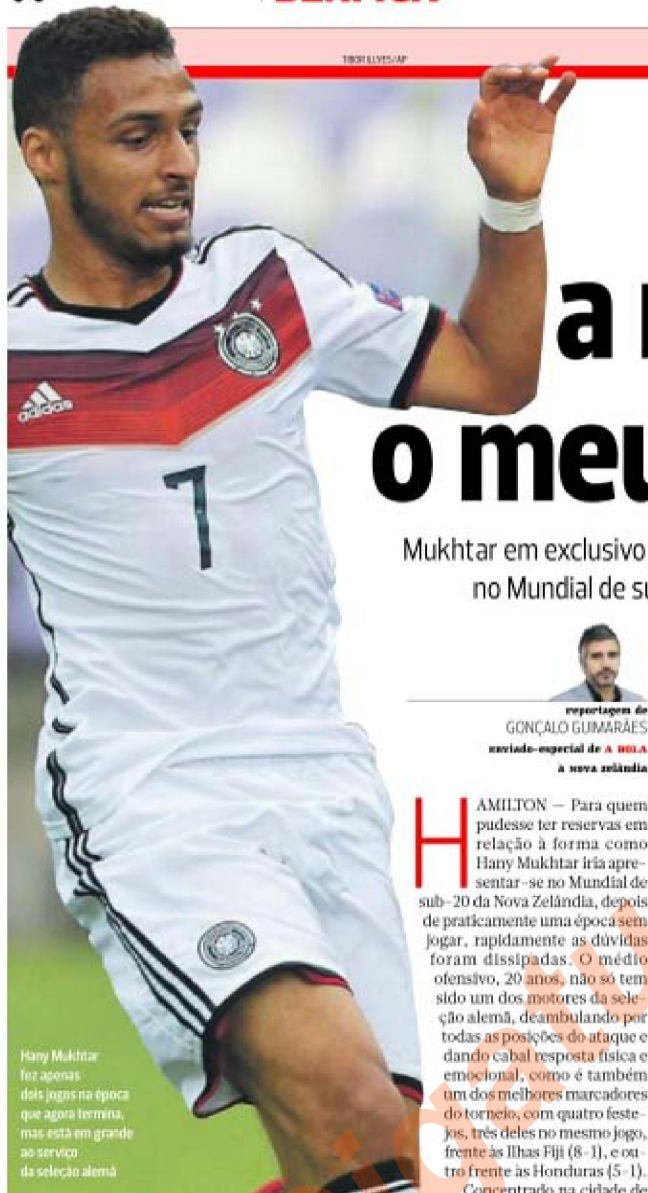 TIBOR ILLYES/AP
adidas
7
a
o meu
Mukhtar em exclusivo
no Mundial de su
reportagem de
GONÇALO GUIMARÃES
enviado-especial de A BOLA
à nova zelândia
HAMILTON — Para quem
pudesse ter reservas em
relação à forma como
Hany Mukhtar iria apre-
sentar-se no Mundial de
sub-20 da Nova Zelândia, depois
de praticamente uma época sem
jogar, rapidamente as dúvidas
foram dissipadas. O médio
ofensivo, 20 anos, não só tem
sido um dos motores da sele-
ção alemã, deambulando por
todas as posições do ataque e
dando cabal resposta física e
emocional, como é também
um dos melhores marcadores
do torneio, com quatro feste-
jos, três deles no mesmo jogo,
frente às Ilhas Fiji (8-1), e ou-
tro frente às Honduras (5-1).
Concentrado na cidade de
Hany Mukhtar
fez apenas
dois jogos na época
que agora termina,
mas está em grande
ao serviço
da seleção alemã